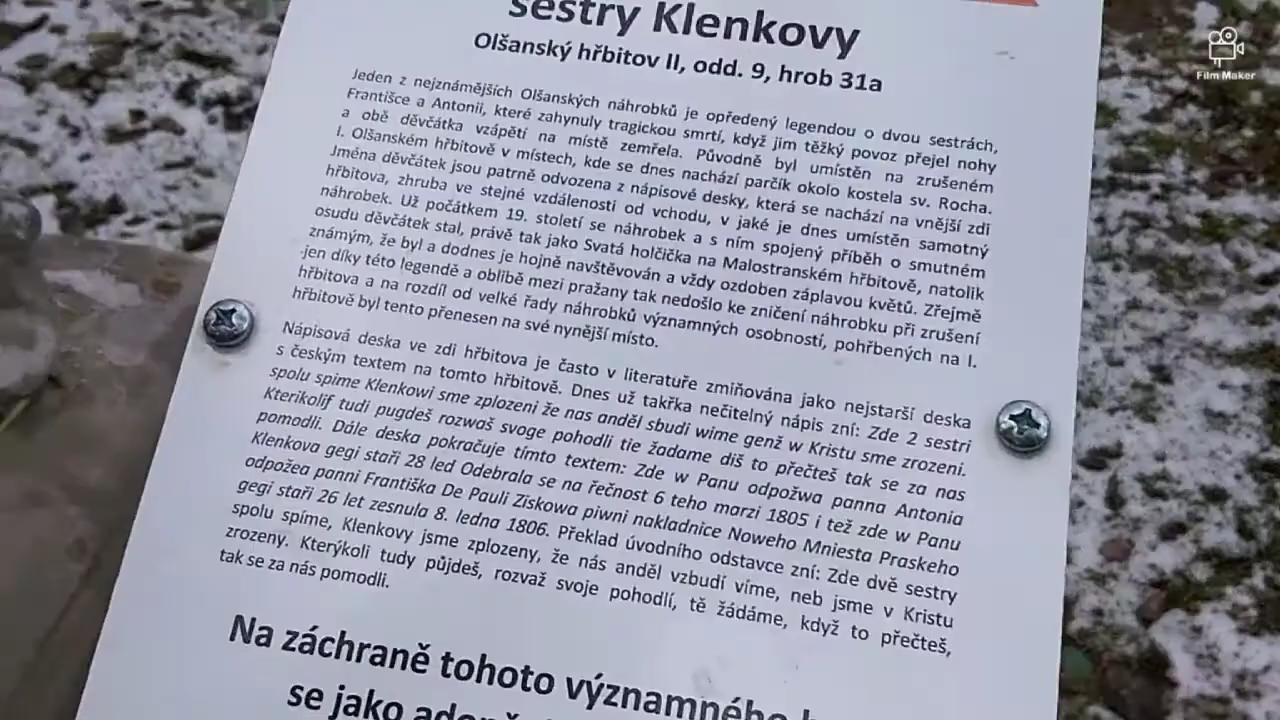 sestry Klenkovy
Olšanský hřbitov II, odd. 9, hrob 31a
Jeden z nejznámějších Olšanských náhrobků je opředený legendou o dvou sestrách,
Františce a Antonii, které zahynuly tragickou smrtí, když jim těžký povoz přejel nohy
a obě děvčátka vzápětí na místě zemřela. Původně byl umístěn na zrušeném
I. Olšanském hřbitově v místech, kde se dnes nachází parčík okolo kostela sv. Rocha.
Jména děvčátek jsou patrně odvozena z nápisové desky, která se nachází na vnější zdi
hřbitova, zhruba ve stejné vzdálenosti od vchodu, v jaké je dnes umístěn samotný
náhrobek. Už počátkem 19. století se náhrobek a s ním spojený příběh o smutném
osudu děvčátek stal, právě tak jako Svatá holčička na Malostranském hřbitově, natolik
známým, že byl a dodnes je hojně navštěvován a vždy ozdoben záplavou květů. Zřejmě
jen díky této legendě a oblibě mezi pražany tak nedošlo ke zničení náhrobku při zrušení
hřbitova a na rozdíl od velké řady náhrobků významných osobností, pohřbených na I.
hřbitově byl tento přenesen na své nynější místo.
Nápisová deska ve zdi hřbitova je často v literatuře zmiňována jako nejstarší deska
s českým textem na tomto hřbitově. Dnes už takřka nečitelný nápis zní: Zde 2 sestri
spolu spime Klenkowi sme zplozeni že nas anděl sbudi wime genž w Kristu sme zrozeni.
Kterikolif tudi pugdeš rozwaš svoge pohodli tie žadame diš to přečteš tak se za nas
pomodli. Dále deska pokračuje tímto textem: Zde w Panu odpožwa panna Antonia
Klenkova gegi staři 28 led Odebrala se na řečnost 6 teho marzi 1805 i tež zde w Panu
odpožea panni Františka De Pauli Ziskowa piwni nakladnice Noweho Mniesta Praskeho
gegi staři 26 let zesnula 8. ledna 1806. Překlad úvodního odstavce zní: Zde dvě sestry
spolu spíme, Klenkovy jsme zplozeny, že nás anděl vzbudí víme, neb jsme v Kristu
zrozeny. Kterýkoli tudy půjdeš, rozvaž svoje pohodlí, tě žádáme, když to přečteš,
tak se za nás pomodli.
Na záchraně tohoto významného
se jako
Film Maker